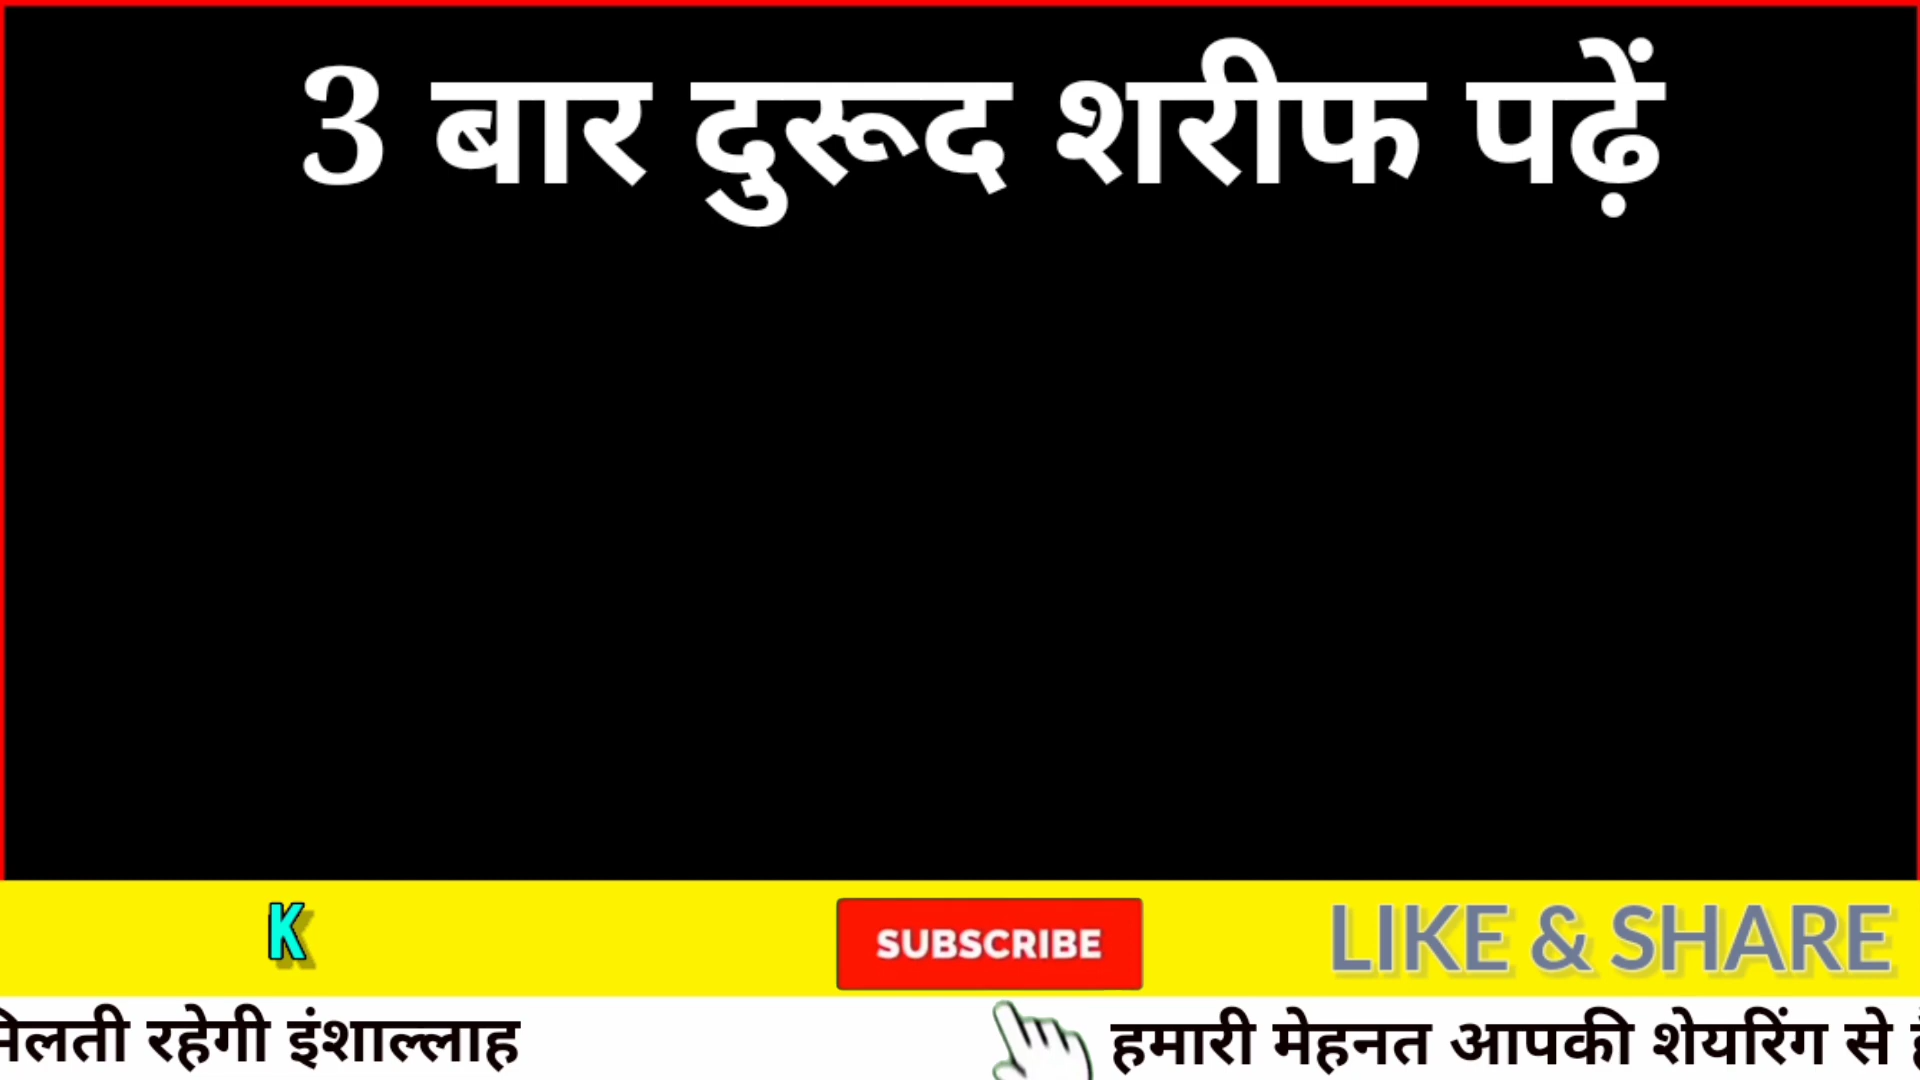 3 बार दुरूद शरीफ पढ़ें
K
SUBSCRIBE
LIKE & SHARE
मिलती रहेगी इंशाल्लाह
हमारी मेहनत आपकी शेयरिंग से